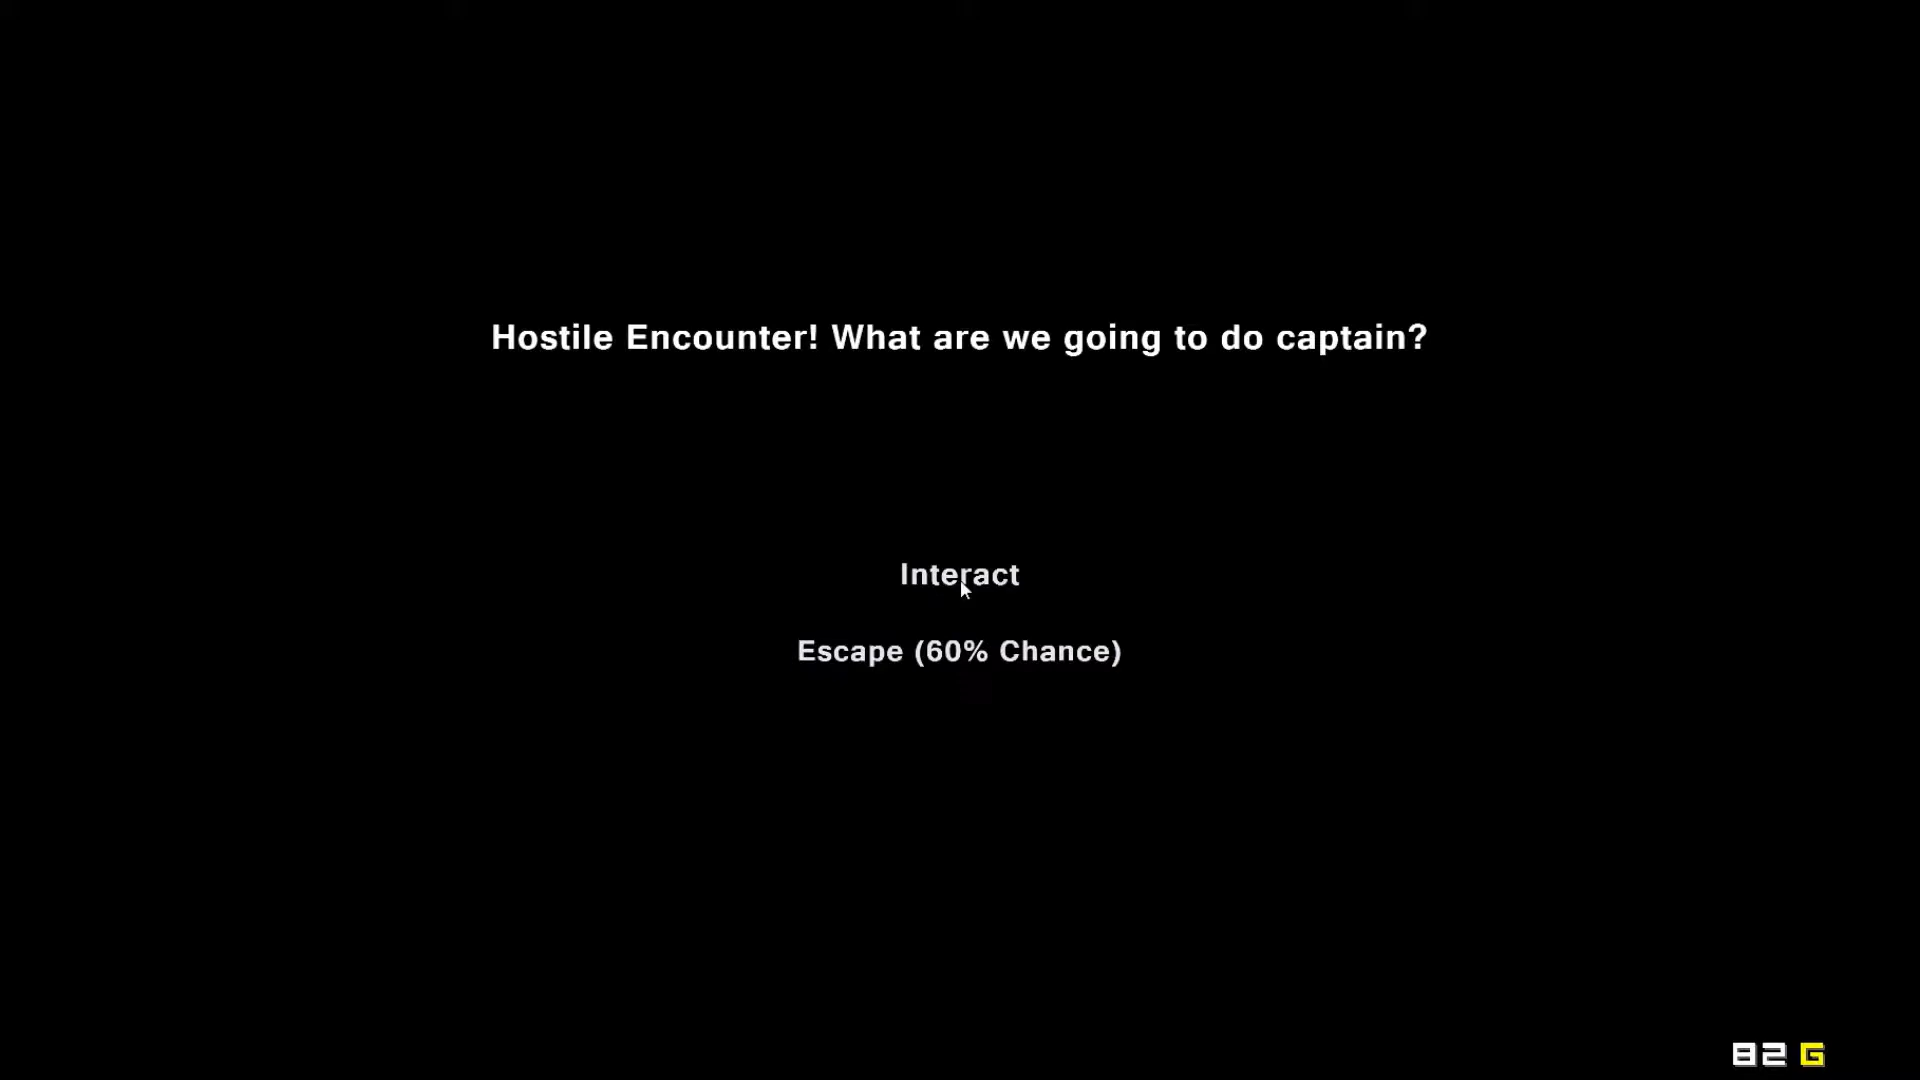 Hostile Encounter! What are we going to do captain?
Interact
Escape (60% Chance)
82 G